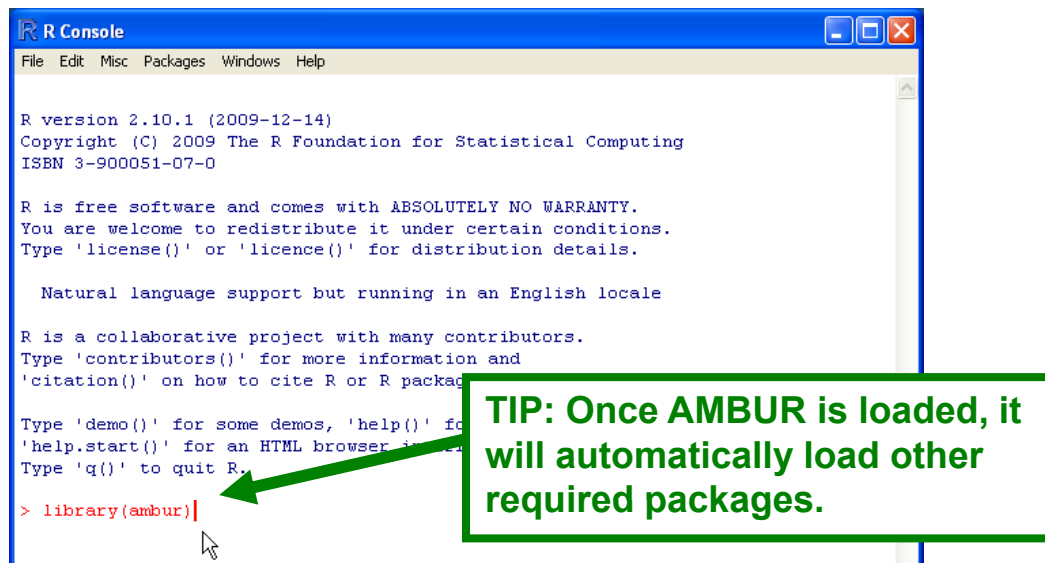 R Console
File Edit Misc Packages Windows Help
R version 2.10.1 (2009-12-14)
Copyright (C) 2009 The R Foundation for Statistical Computing
ISBN 3-900051-07-0
R is free software and comes with ABSOLUTELY NO WARRANTY.
You are welcome to redistribute it under certain conditions.
Type 'license()' or 'licence()' for distribution details.
Natural language support but running in an English locale
R is a collaborative project with many contributors.
Type 'contributors()' for more information and
'citation()' on how to cite R or R packag
Type 'demo()' for some demos, 'help()' fo
'help.start()' for an HTML browser
Type 'q()' to quit R.
> library(ambur)
TIP: Once AMBUR is loaded, it
will automatically load other
required packages.